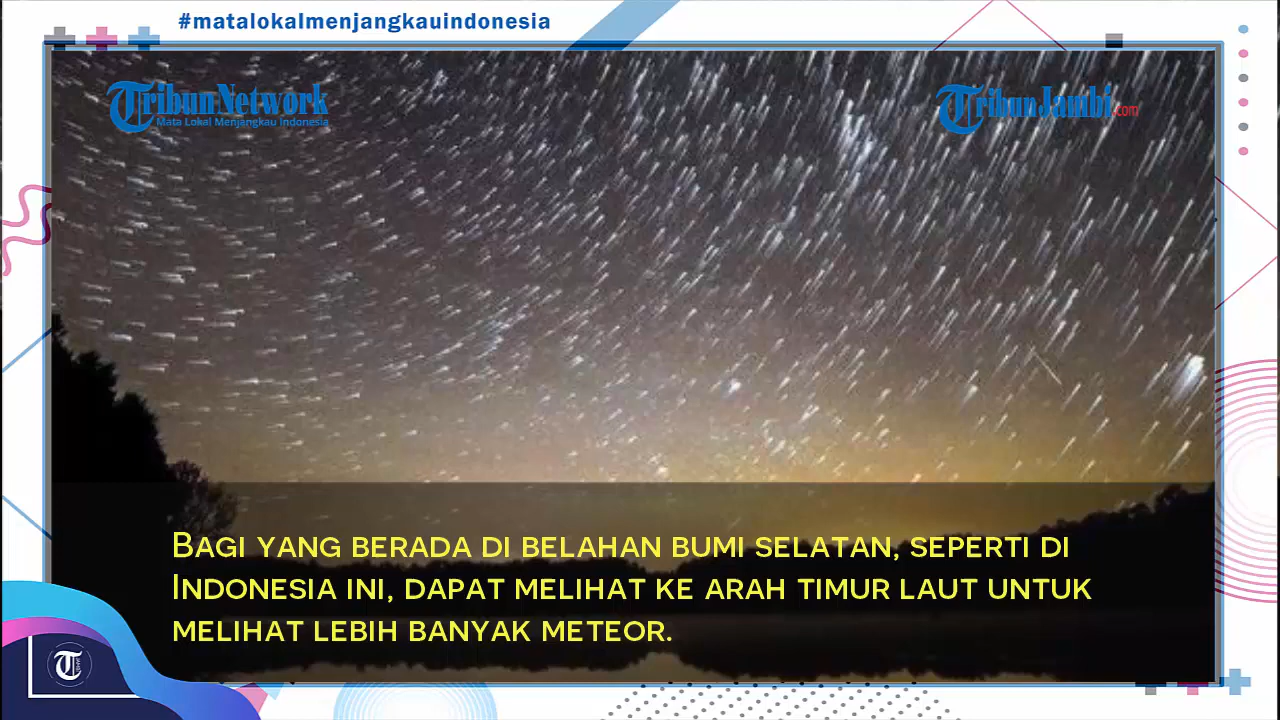 #matalokalmenjangkauindonesia
TribunNetwork
Mata Lokal Menjangkau Indonesia
TribunJambi.com
BAGI YANG BERADA DI BELAHAN BUMI SELATAN, SEPERTI DI
INDONESIA INI, DAPAT MELIHAT KE ARAH TIMUR LAUT UNTUK
MELIHAT LEBIH BANYAK METEOR.